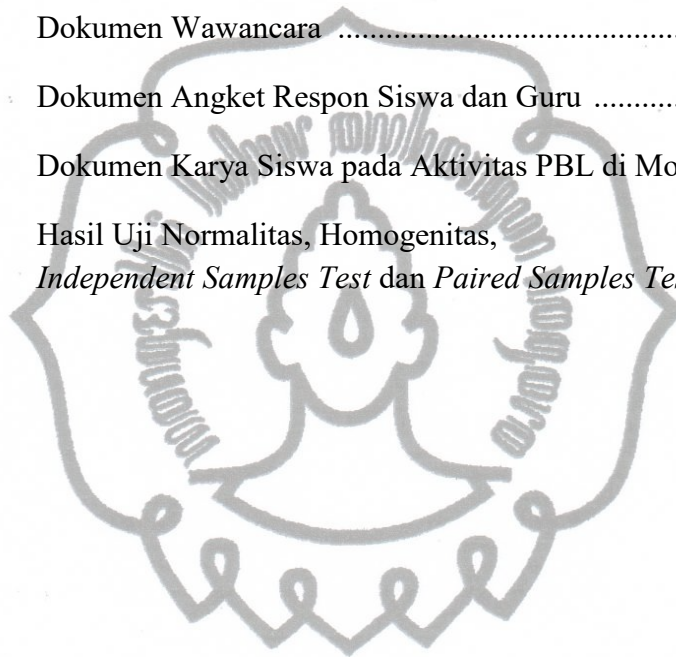 Dokumen Wawancara ..........................................
Dokumen Angket Respon Siswa dan Guru ...........
Dokumen Karya Siswa pada Aktivitas PBL di Mo
Hasil Uji Normalitas, Homogenitas,
Independent Samples Test dan Paired Samples Te